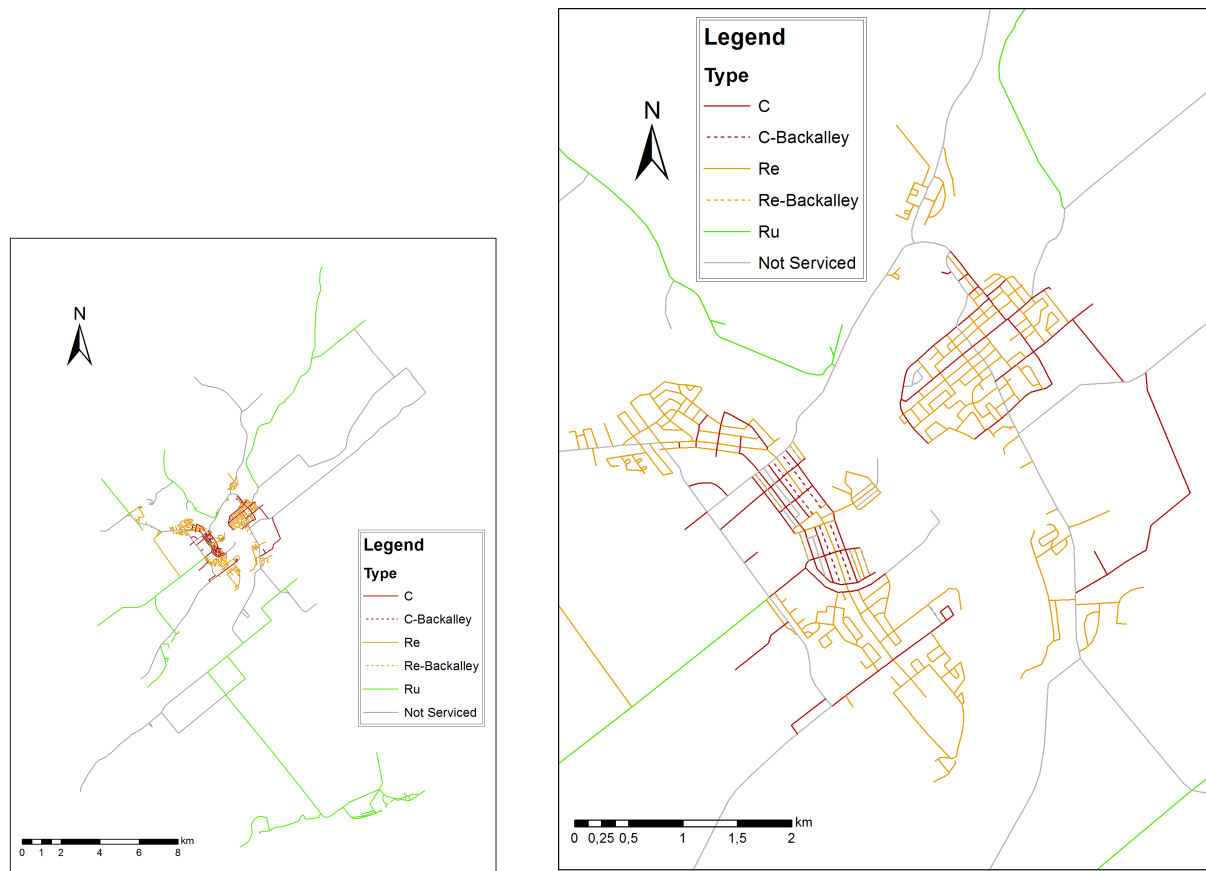 N
Legend
Type
C
C-Backalley
Re
Re-Backalley
Ru
Not Serviced
km
0 1 2 4 6 8
Legend
Type
C
C-Backalley
Re
Re-Backalley
Ru
Not Serviced
N
km
0 0,25 0,5 1 1,5 2